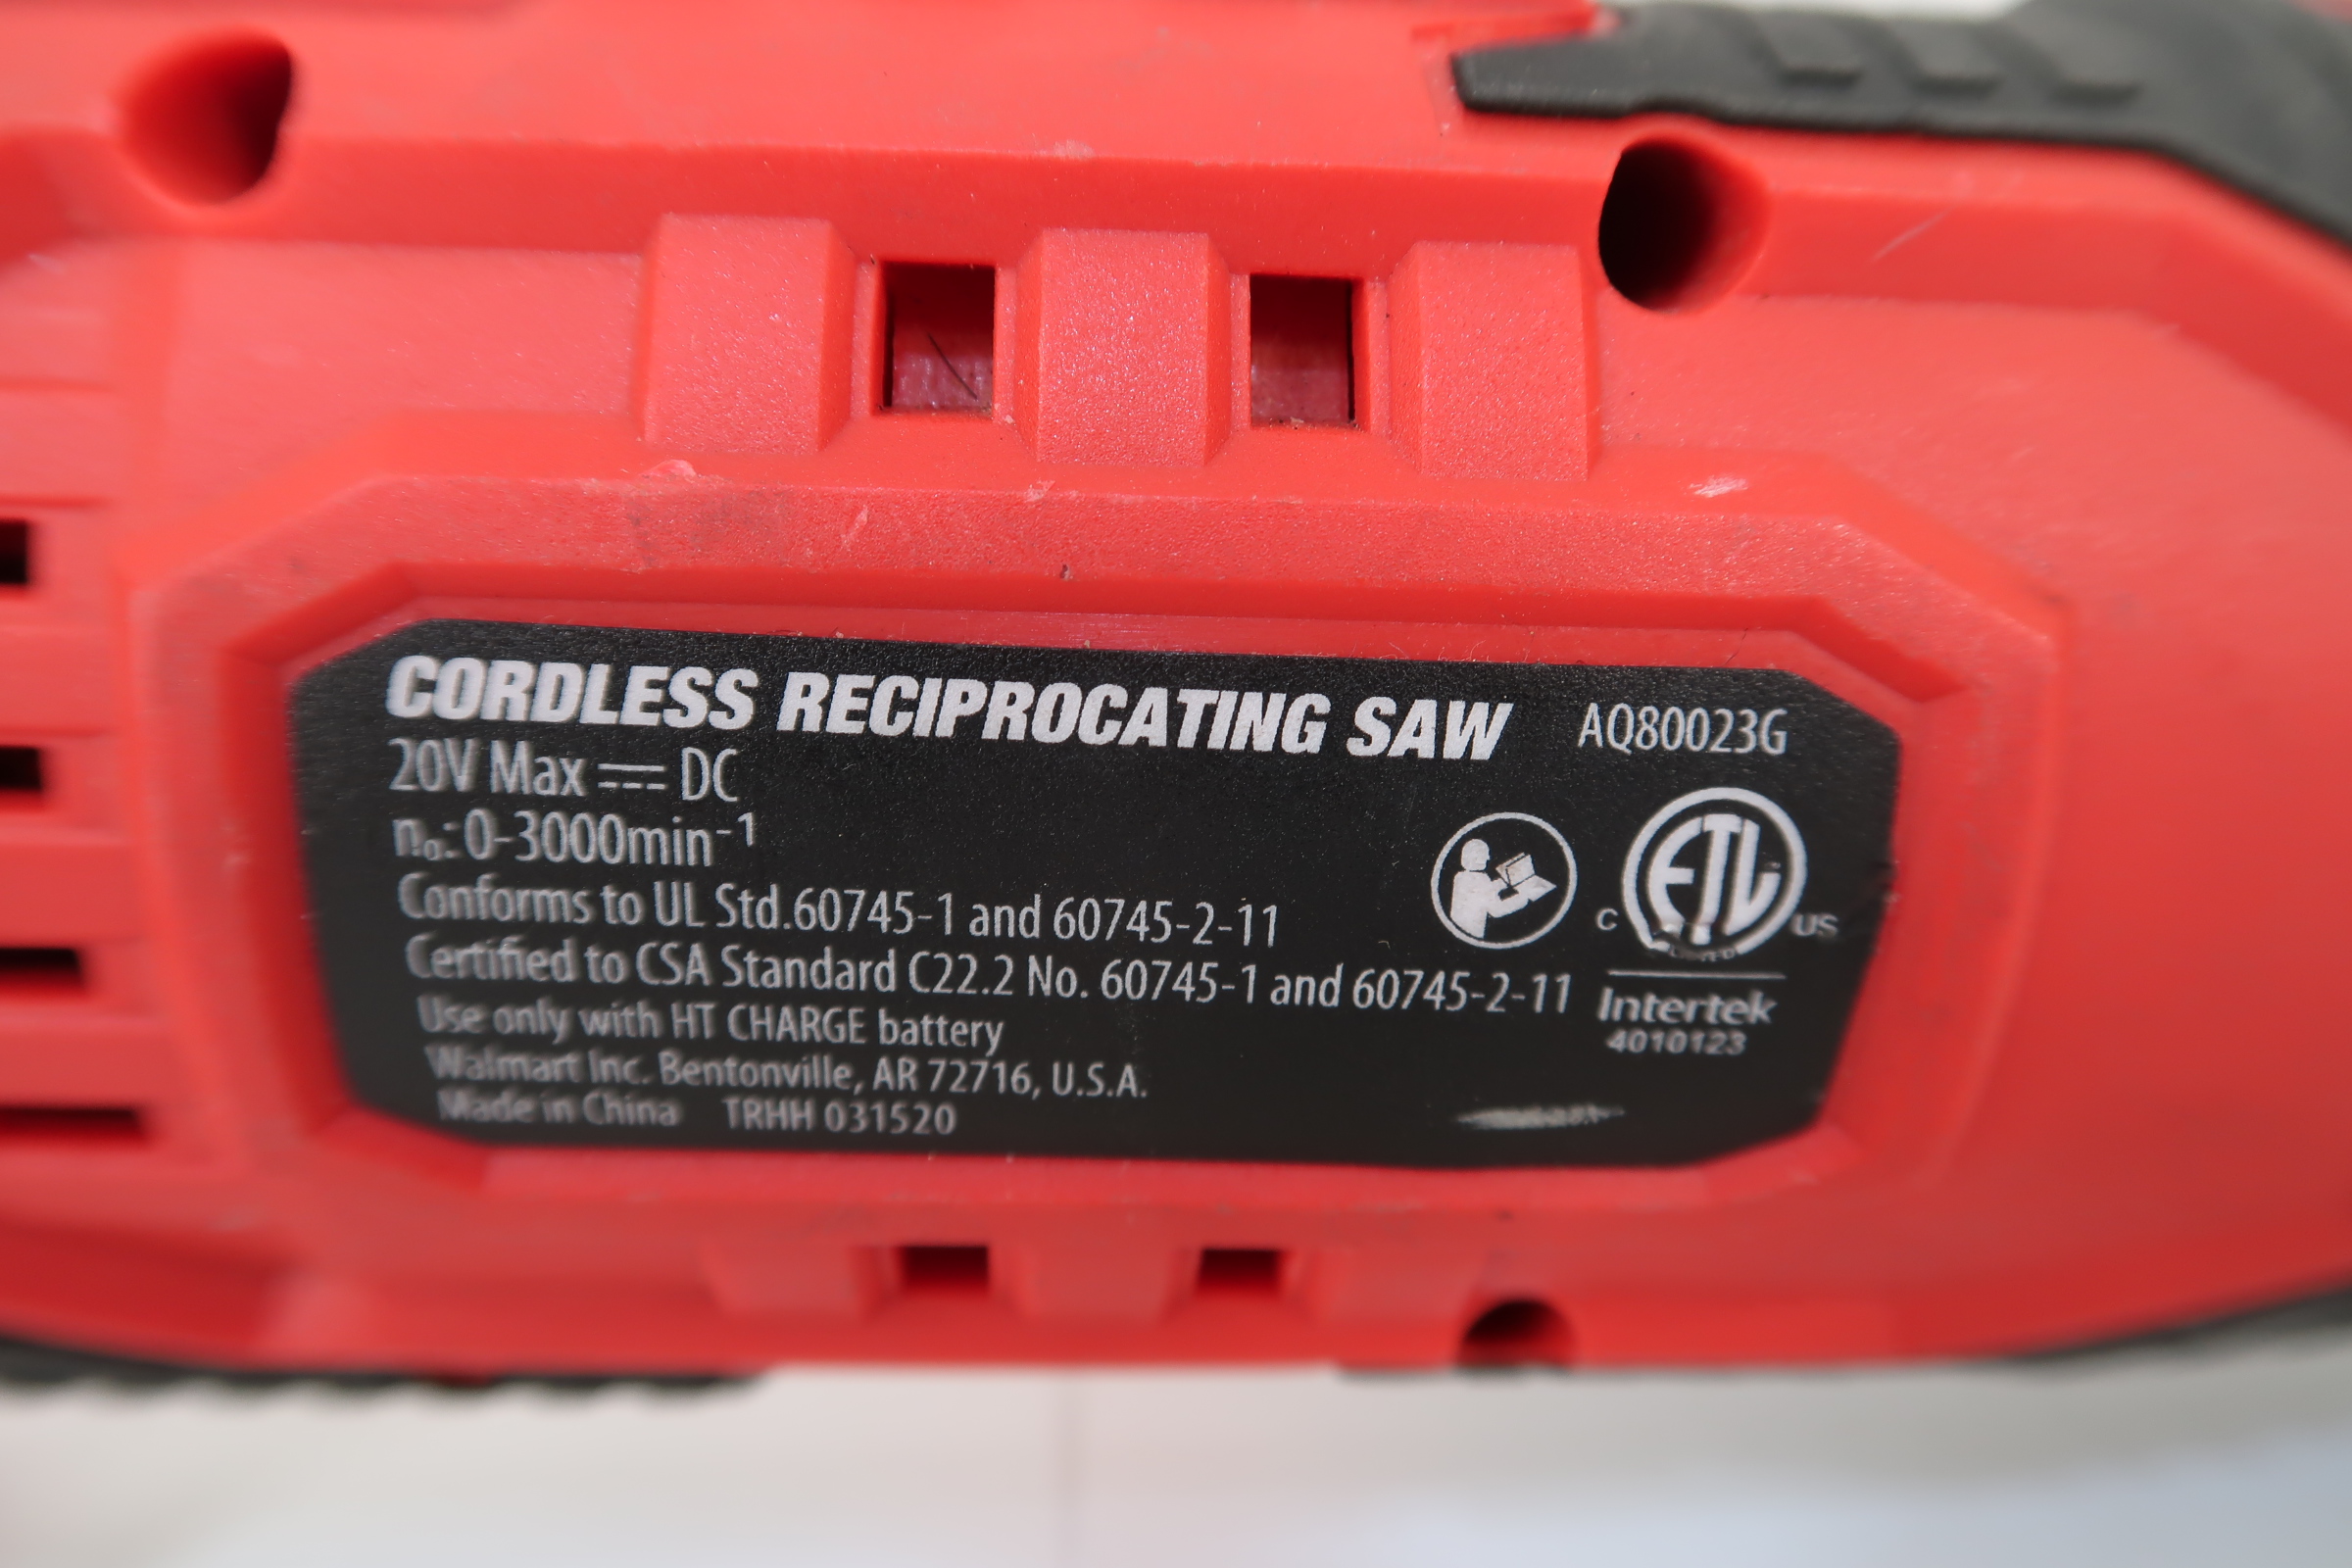 CORDLESS RECIPROCATING SAW AQ80023G
20V Max ⎓ DC
n₀: 0-3000min⁻¹
Conforms to UL Std.60745-1 and 60745-2-11
Certified to CSA Standard C22.2 No. 60745-1 and 60745-2-11
Use only with HT CHARGE battery
Walmart Inc. Bentonville, AR 72716, U.S.A.
Made in China TRHH 031520
C ETL US
Intertek
4010123